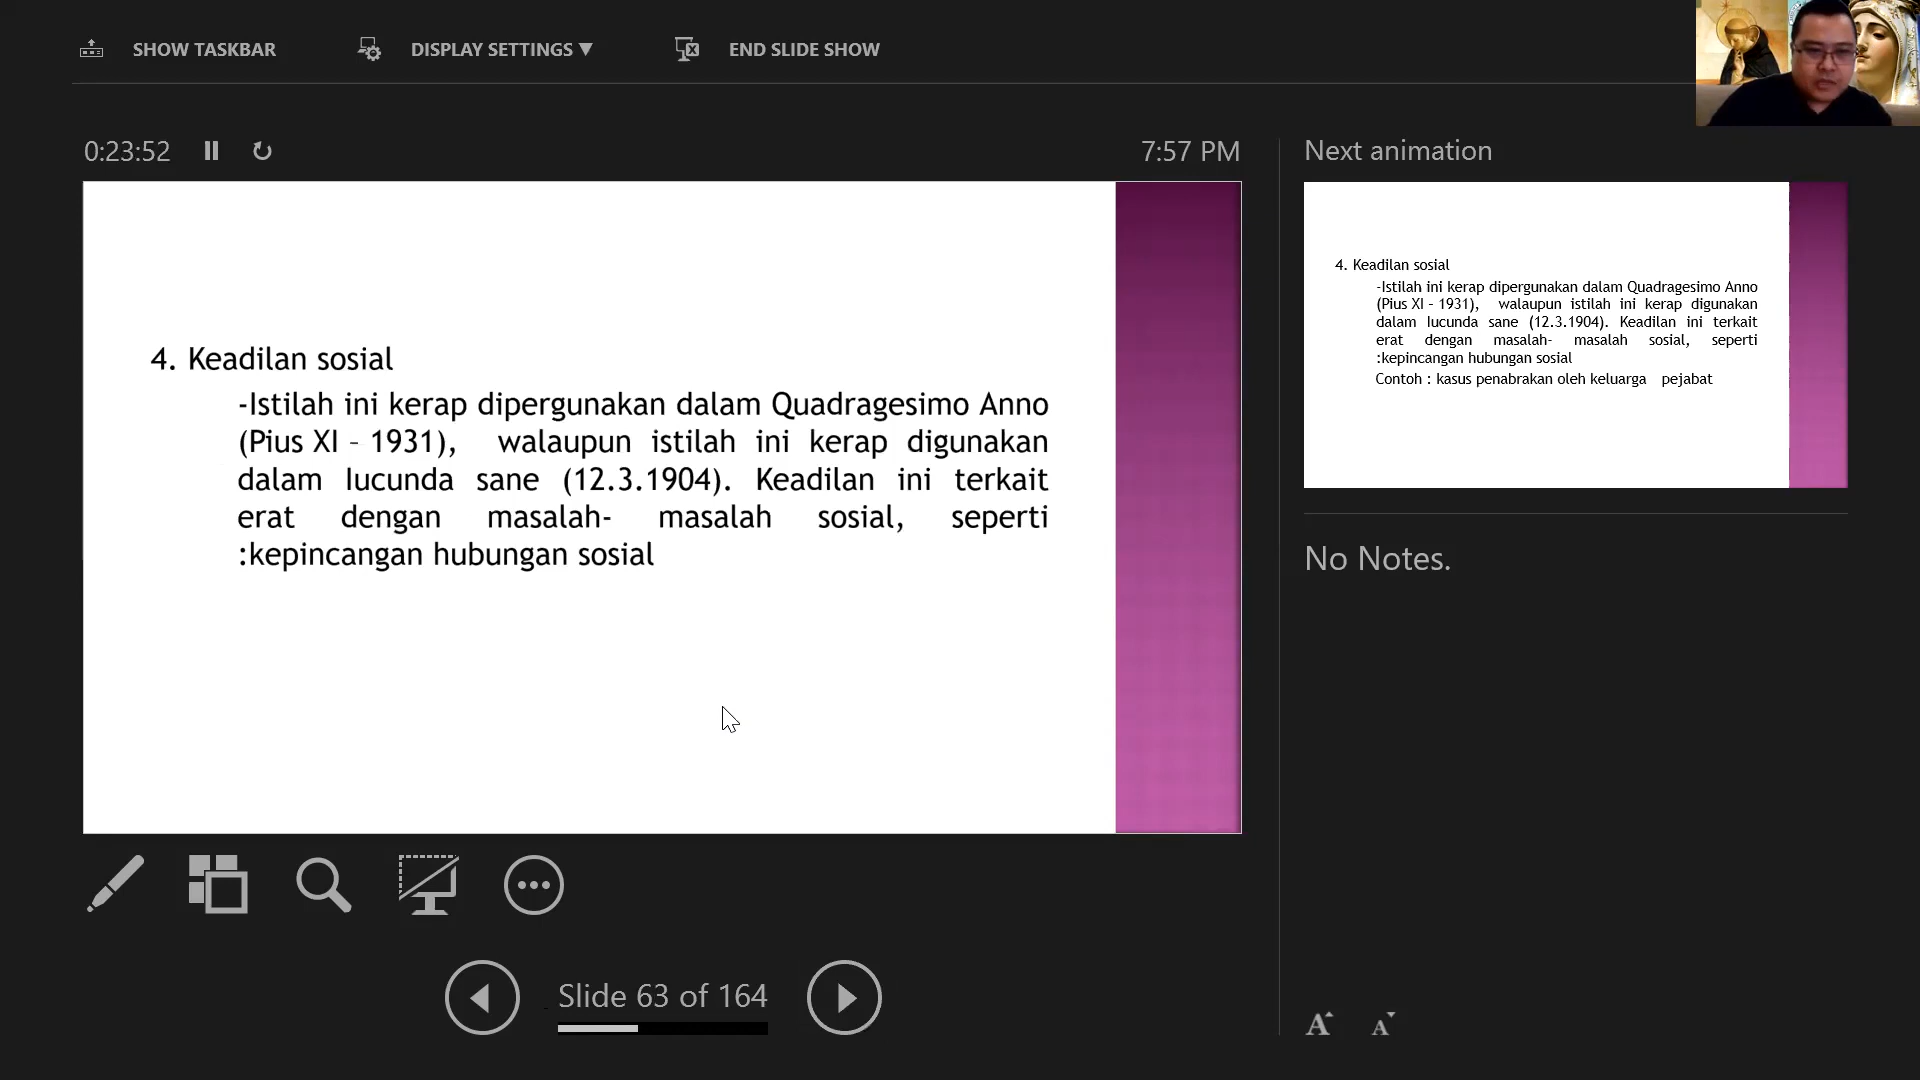 SHOW TASKBAR
DISPLAY SETTINGS ▼
END SLIDE SHOW
0:23:52
7:57 PM
4. Keadilan sosial
-Istilah ini kerap dipergunakan dalam Quadragesimo Anno
(Pius XI – 1931), walaupun istilah ini kerap digunakan
dalam Iucunda sane (12.3.1904). Keadilan ini terkait
erat dengan masalah- masalah sosial, seperti
:kepincangan hubungan sosial
Slide 63 of 164
Next animation
4. Keadilan sosial
-Istilah ini kerap dipergunakan dalam Quadragesimo Anno
(Pius XI – 1931), walaupun istilah ini kerap digunakan
dalam Iucunda sane (12.3.1904). Keadilan ini terkait
erat dengan masalah- masalah sosial, seperti
:kepincangan hubungan sosial
Contoh : kasus penabrakan oleh keluarga pejabat
No Notes.
A A